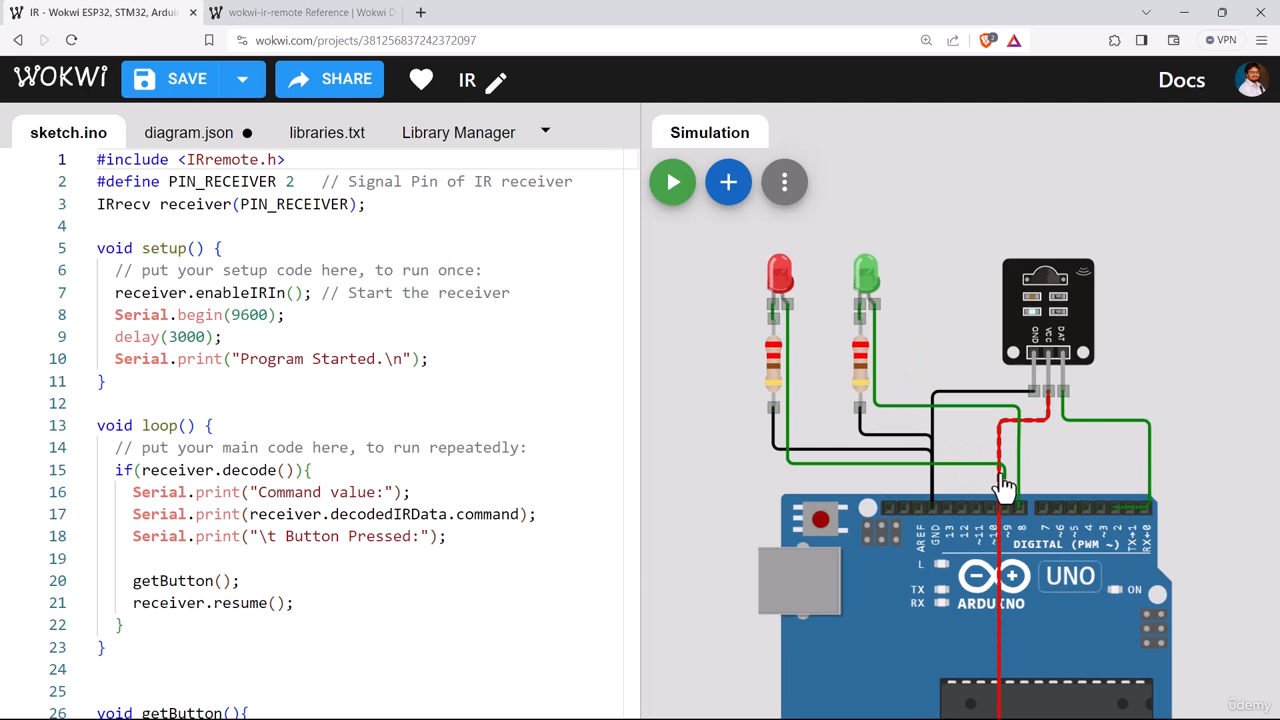 IR - Wokwi ESP32, STM32, Ardui
wokwi-ir-remote Reference | Wokwi D
wokwi.com/projects/381256837242372097
2
VPN
WOKWI
SAVE
SHARE
IR
Docs
sketch.ino
diagram.json
libraries.txt
Library Manager
Simulation
1 #include <IRremote.h>
2 #define PIN_RECEIVER 2 // Signal Pin of IR receiver
3 IRrecv receiver(PIN_RECEIVER);
4
5 void setup() {
6 // put your setup code here, to run once:
7 receiver.enableIRIn(); // Start the receiver
8 Serial.begin(9600);
9 delay(3000);
10 Serial.print("Program Started.\n");
11 }
12
13 void loop() {
14 // put your main code here, to run repeatedly:
15 if(receiver.decode()){
16 Serial.print("Command value:");
17 Serial.print(receiver.decodedIRData.command);
18 Serial.print("\t Button Pressed:");
19
20 getButton();
21 receiver.resume();
22 }
23 }
24
25
26 void getButton(){
GND
VCC
DAT
AREF
GND
13
12
~11
~10
~9
8
7
~6
~5
4
~3
2
TX→1
RX←0
DIGITAL (PWM ~)
L
TX
RX
ARDUINO
UNO
ON
ûdemy